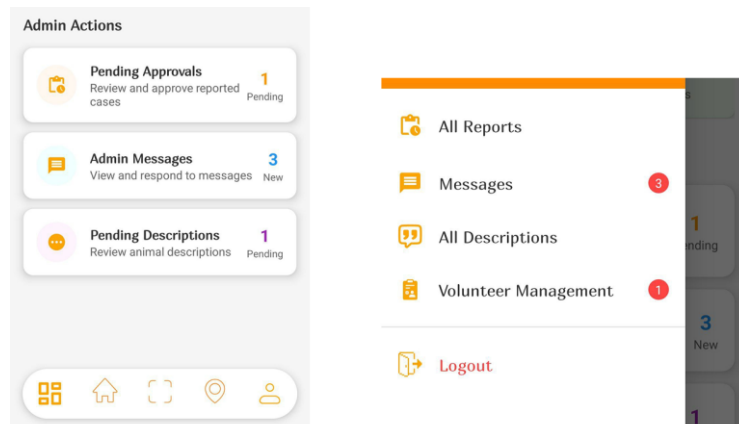 Admin Actions
Pending Approvals
Review and approve reported
cases
1
Pending
Admin Messages
View and respond to messages
3
New
Pending Descriptions
Review animal descriptions
1
Pending
All Reports
Messages
3
All Descriptions
Volunteer Management
1
Logout
s
1
ending
3
New
1